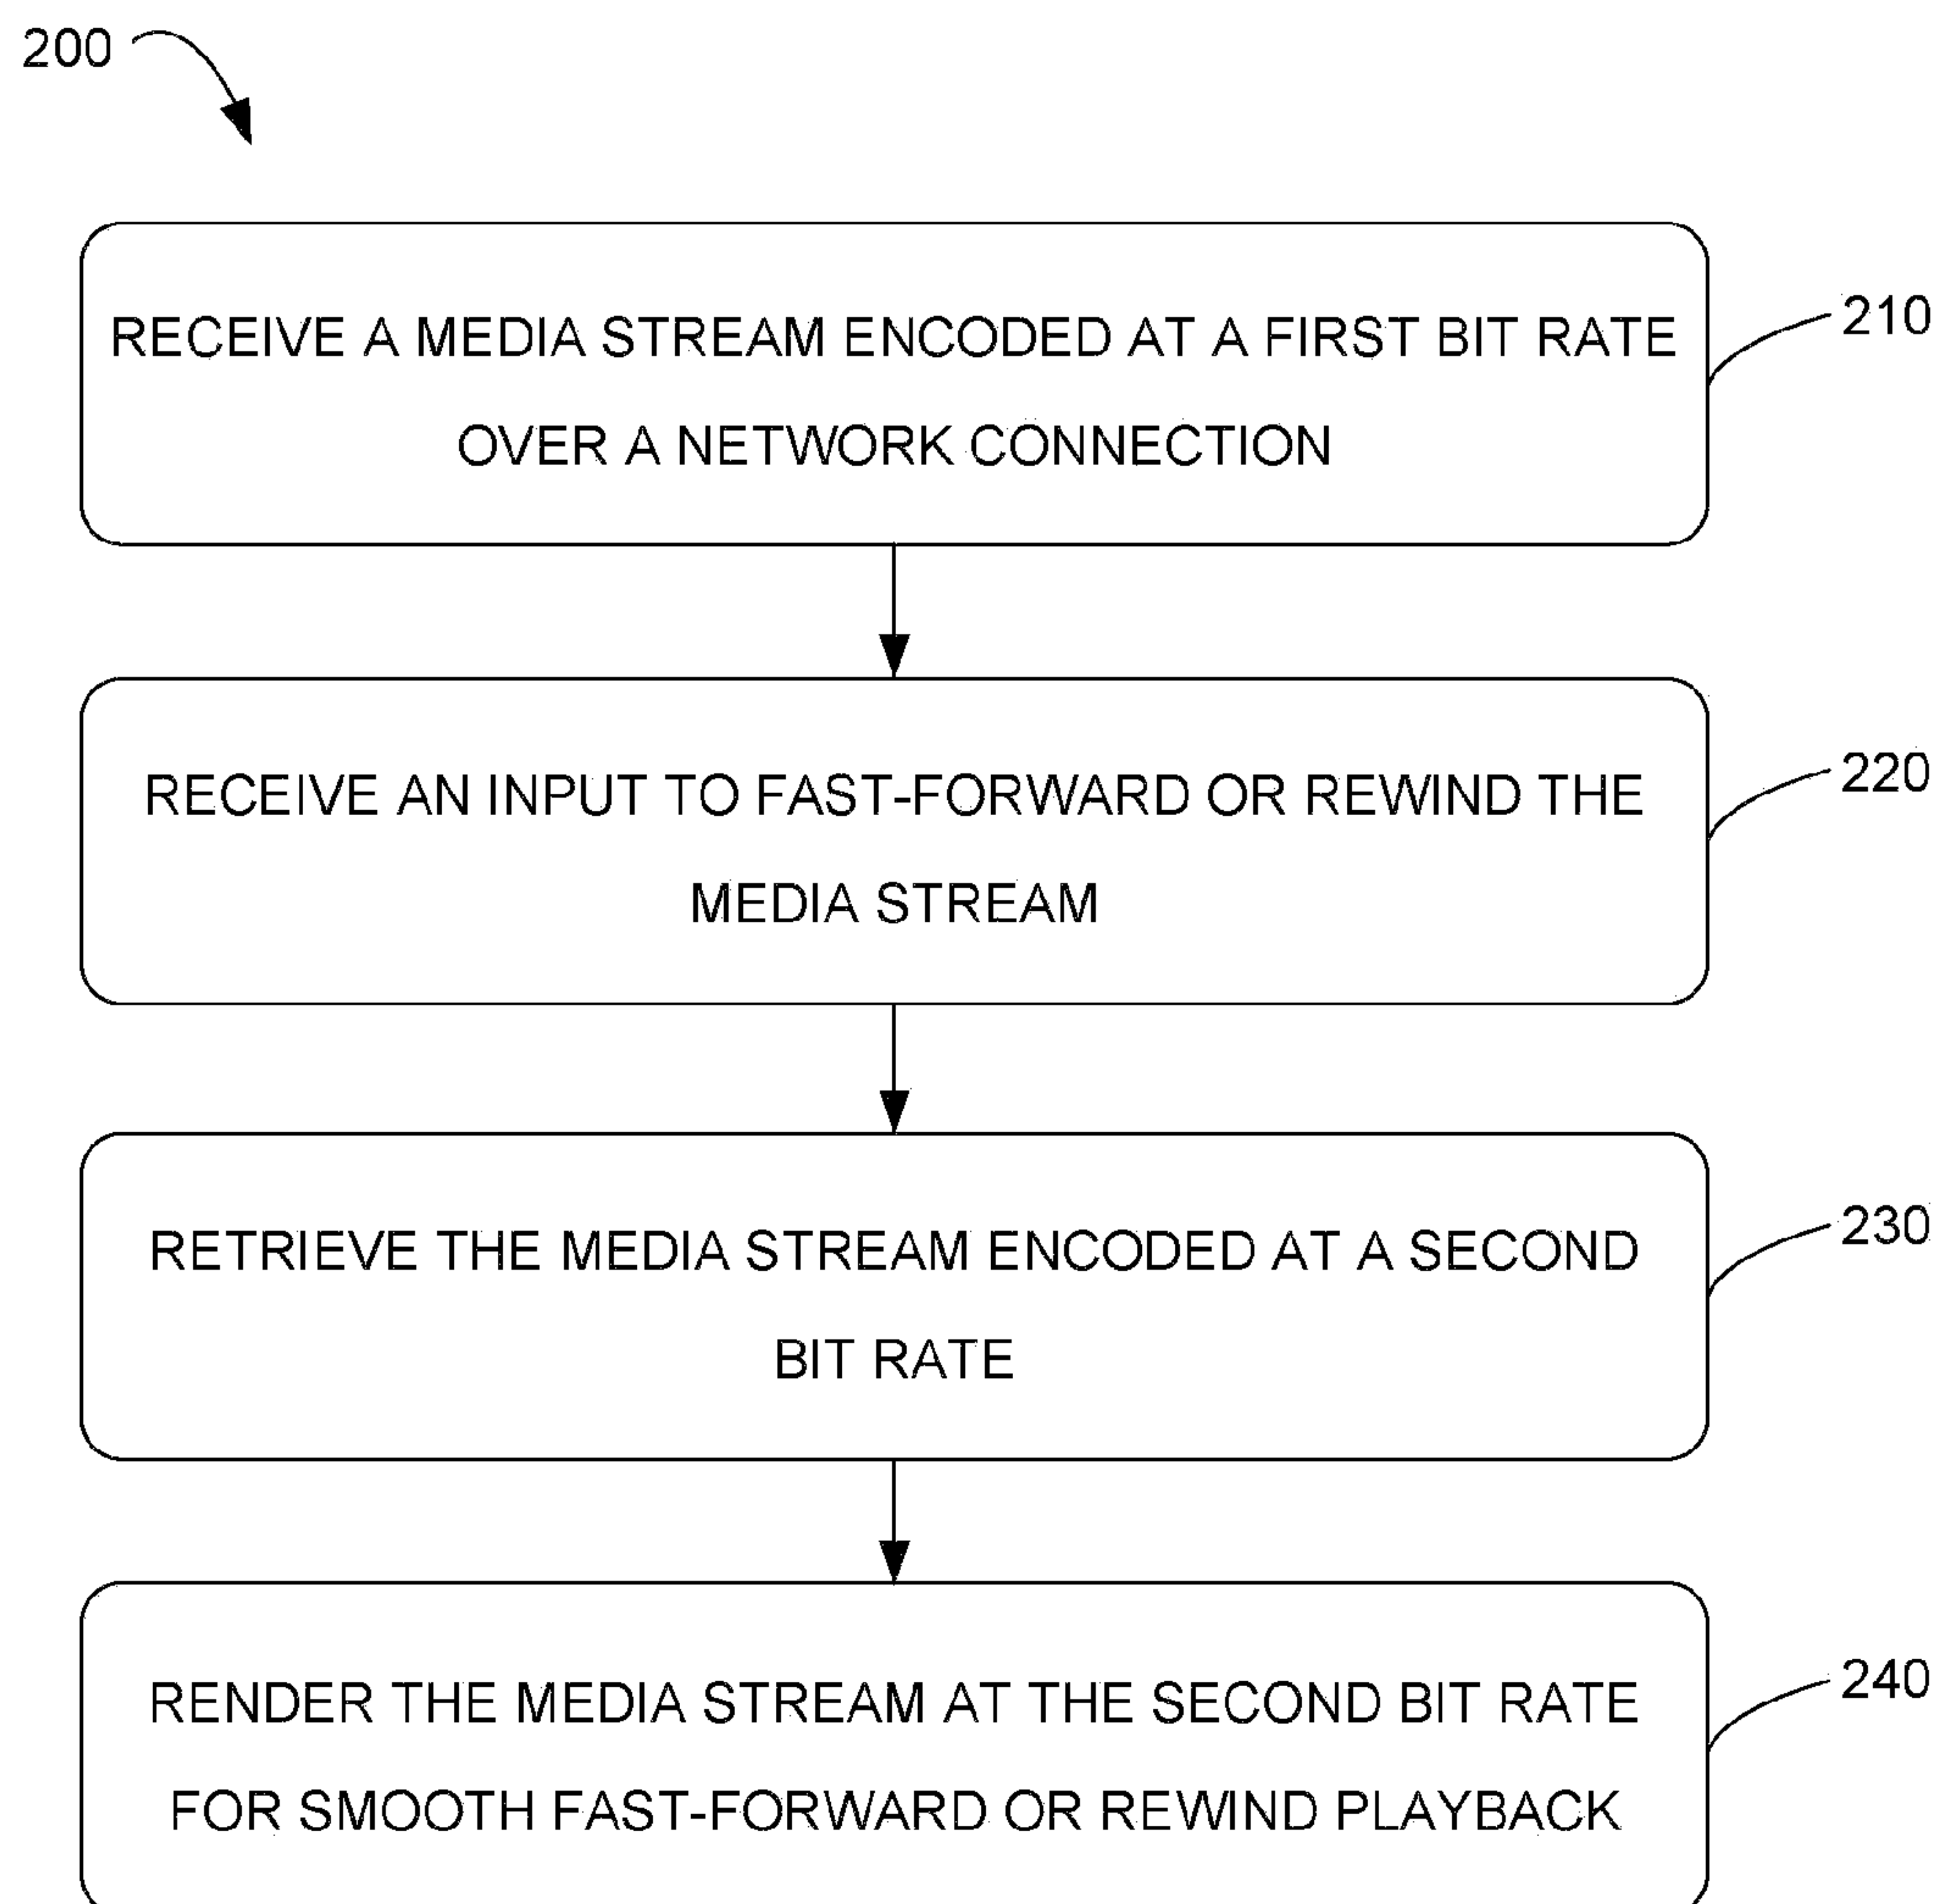 200
RECEIVE A MEDIA STREAM ENCODED AT A FIRST BIT RATE
OVER A NETWORK CONNECTION
210
RECEIVE AN INPUT TO FAST-FORWARD OR REWIND THE
MEDIA STREAM
220
RETRIEVE THE MEDIA STREAM ENCODED AT A SECOND
BIT RATE
230
RENDER THE MEDIA STREAM AT THE SECOND BIT RATE
FOR SMOOTH FAST-FORWARD OR REWIND PLAYBACK
240